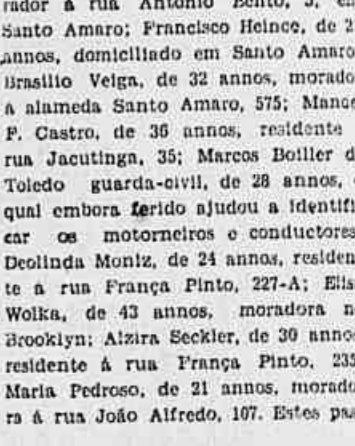 rador à rua Antonio Bento, 5, en
Santo Amaro; Francisco Heince, de 2
annos, domiciliado em Santo Amaro
Brasilio Veiga, de 32 annos, morado
á alameda Santo Amaro, 575; Manoe
F. Castro, de 36 annos, residente
rua Jacutinga, 35; Marcos Boiller d
Toledo guarda-civil, de 28 annos,
qual embora ferido ajudou a identifi
car os motorneiros e conductores
Deolinda Moniz, de 24 annos, residen
te á rua França Pinto, 227-A; Elis
Wolka, de 43 annos, moradora n
Brooklyn; Alzira Seckler, de 30 anno
residente á rua França Pinto, 235
Maria Pedroso, de 21 annos, morado
ra á rua João Alfredo, 107. Estes pas